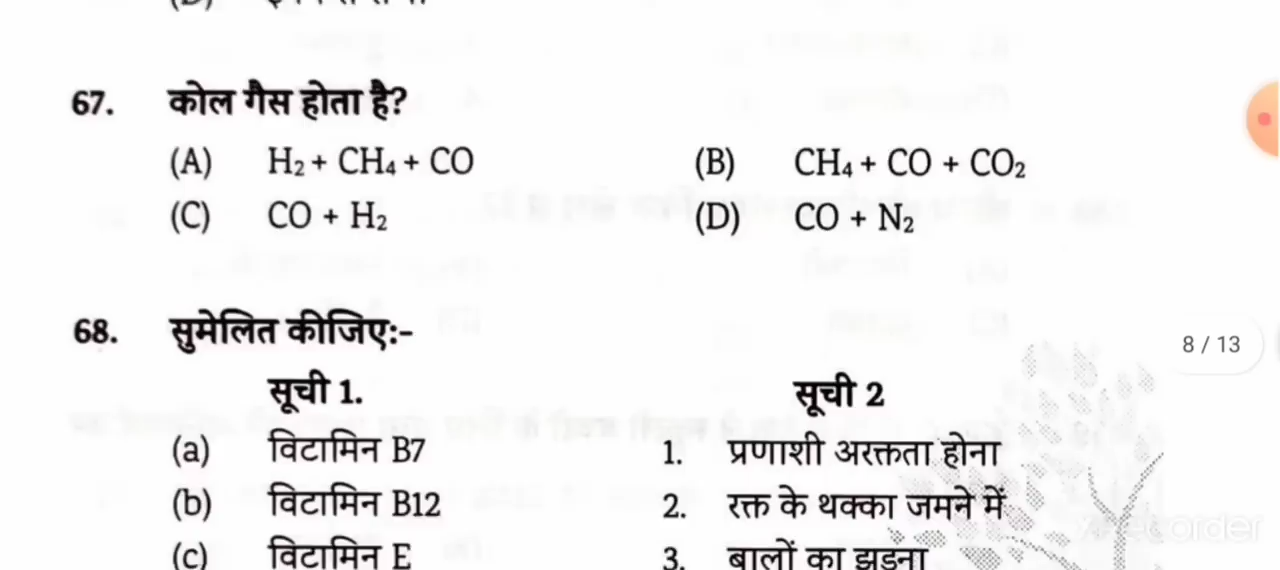 67. कोल गैस होता है?
(A) H₂ + CH₄ + CO (B) CH₄ + CO + CO₂
(C) CO + H₂ (D) CO + N₂
68. सुमेलित कीजिए:-
सूची 1. सूची 2
8 / 13
(a) विटामिन B7 1. प्रणाशी अरक्तता होना
(b) विटामिन B12 2. रक्त के थक्का जमने में
(c) विटामिन E 3. बालों का झडना